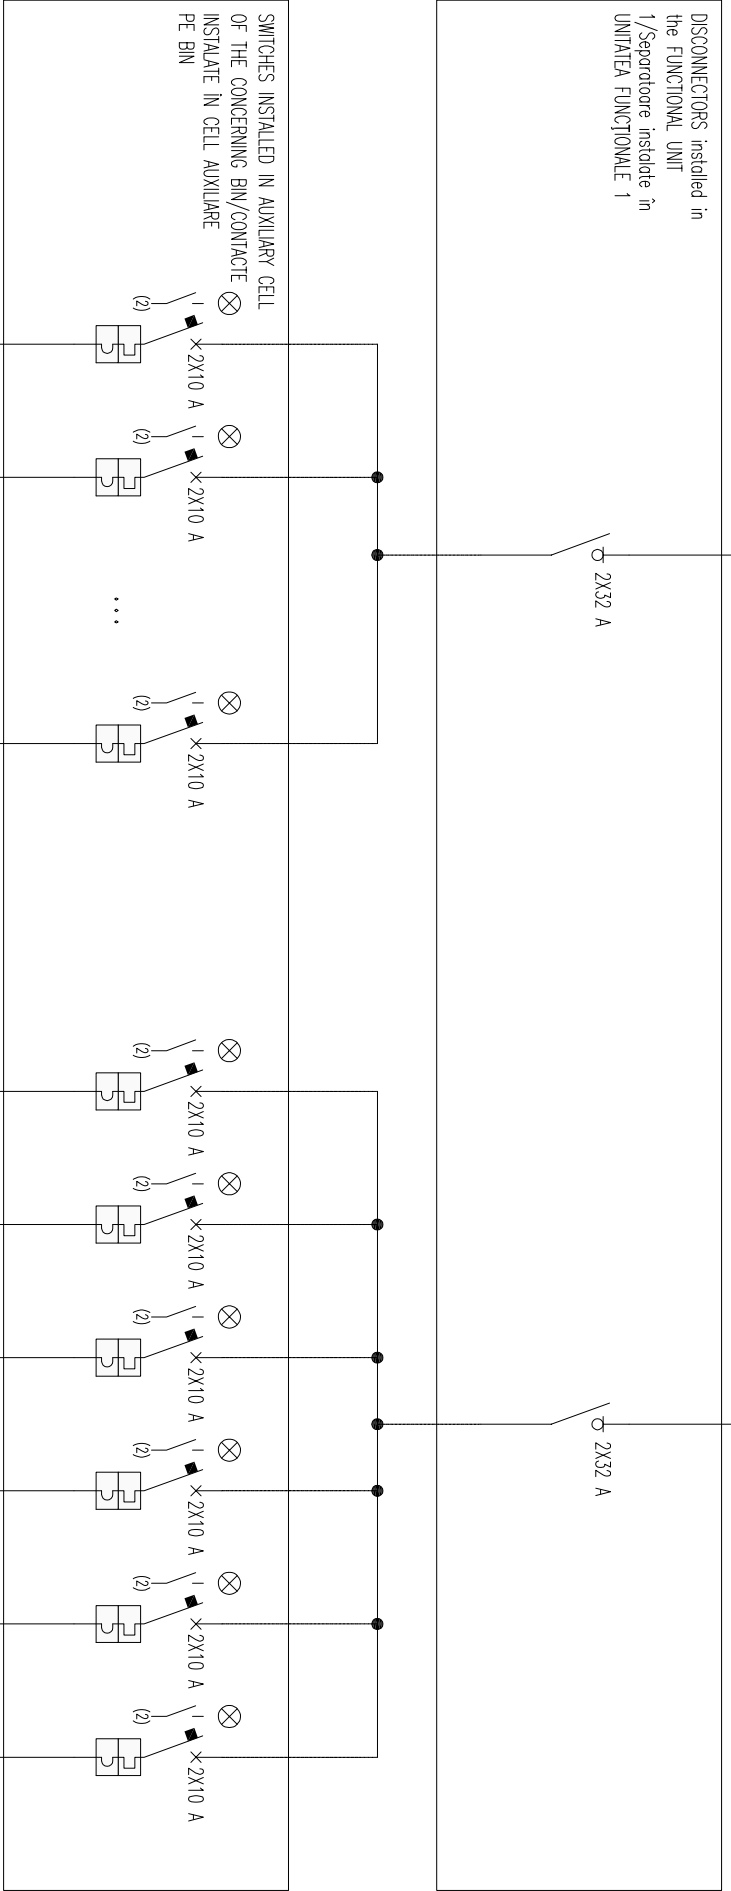 DISCONNECTORS installed in
the FUNCTIONAL UNIT
1/Separatoare instalate în
UNITATEA FUNCŢIONALE 1
2X32 A
2X32 A
SWITCHES INSTALLED IN AUXILIARY CELL
OF THE CONCERNING BIN/CONTACTE
INSTALATE ÎN CELL AUXILIARE
PE BIN
2X10 A
(2)
2X10 A
(2)
...
2X10 A
(2)
2X10 A
(2)
2X10 A
(2)
2X10 A
(2)
2X10 A
(2)
2X10 A
(2)
2X10 A
(2)